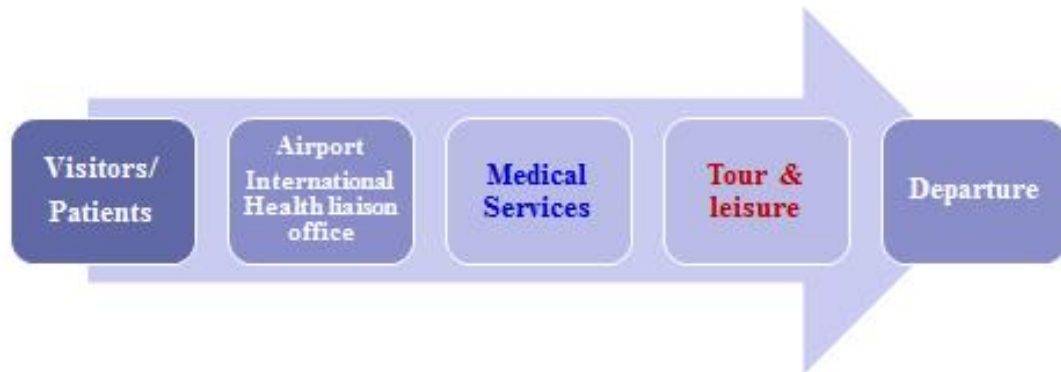 Visitors/
Patients
Airport
International
Health liaison
office
Medical
Services
Tour &
leisure
Departure